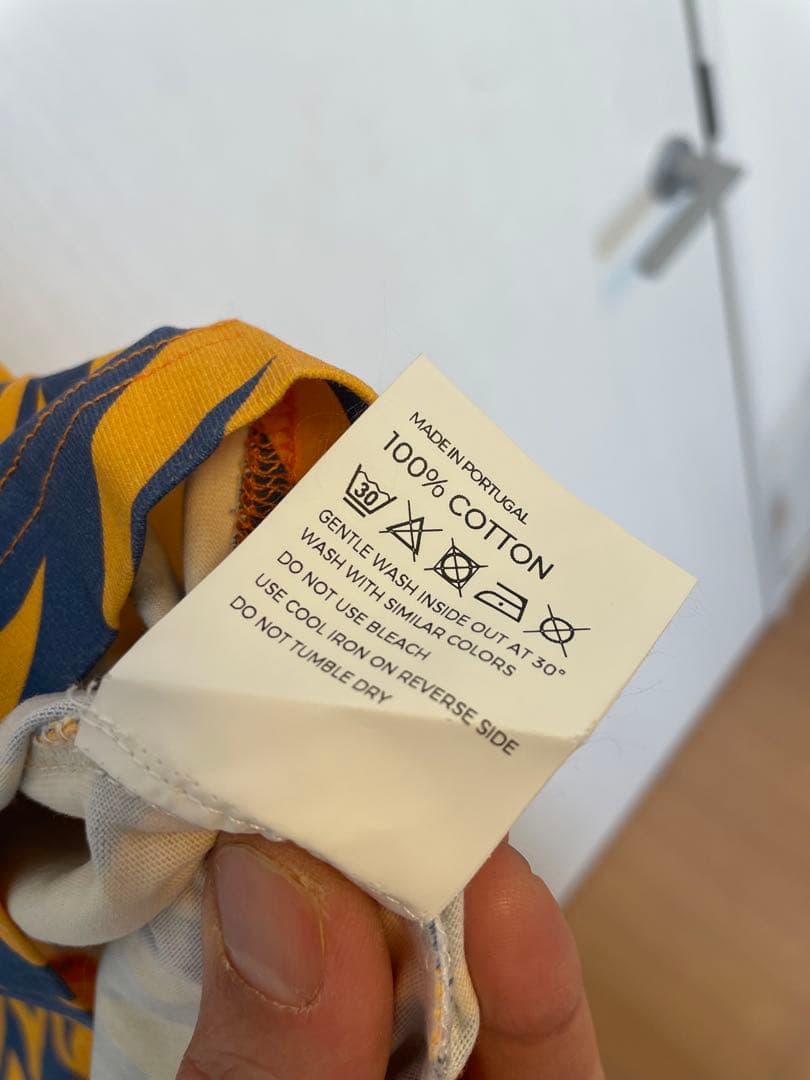 MADE IN PORTUGAL
100% COTTON
30
GENTLE WASH INSIDE OUT AT 30°
WASH WITH SIMILAR COLORS
DO NOT USE BLEACH
USE COOL IRON ON REVERSE SIDE
DO NOT TUMBLE DRY